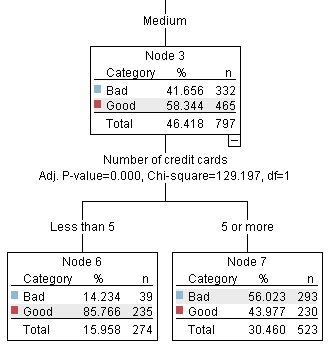 Medium
Node 3
Category % n
Bad 41.656 332
Good 58.344 465
Total 46.418 797
Number of credit cards
Adj. P-value=0.000, Chi-square=129.197, df=1
Less than 5
5 or more
Node 6
Category % n
Bad 14.234 39
Good 85.766 235
Total 15.958 274
Node 7
Category % n
Bad 56.023 293
Good 43.977 230
Total 30.460 523